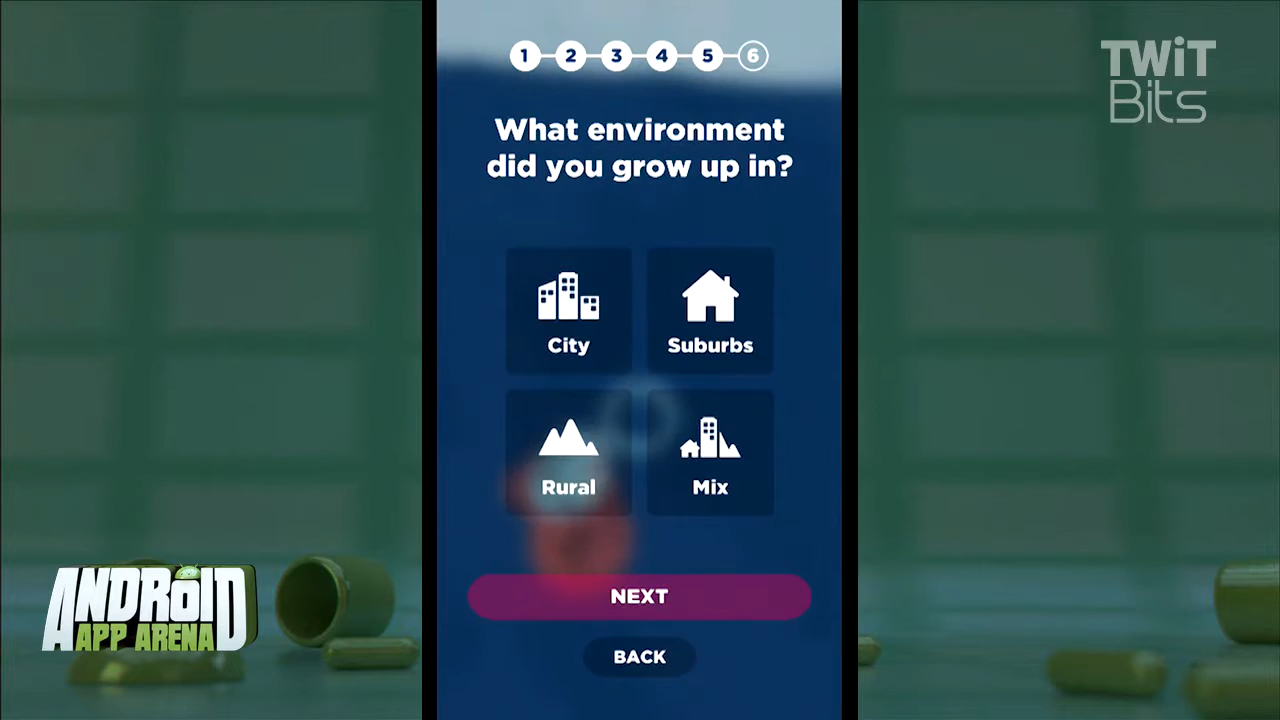 1 2 3 4 5 6
TWiT
Bits
What environment
did you grow up in?
City
Suburbs
Rural
Mix
NEXT
BACK
ANDROID
APP ARENA